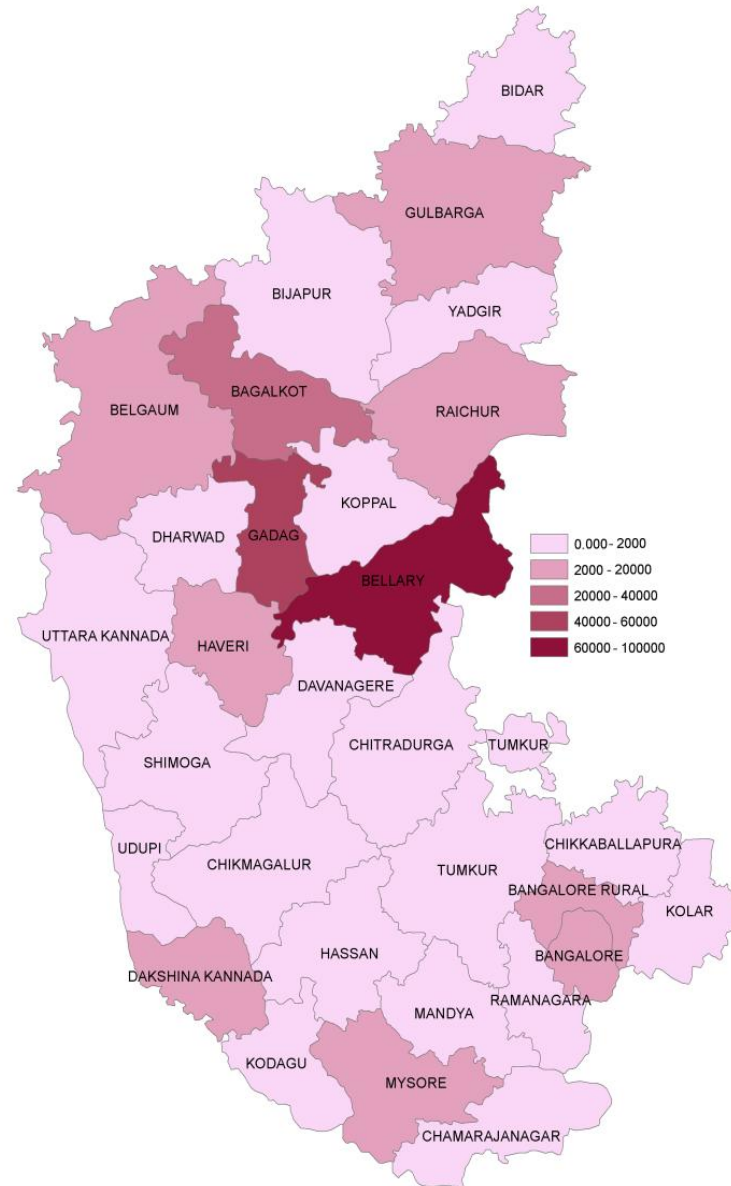 BIDAR
GULBARGA
BIJAPUR
YADGIR
BAGALKOT
BELGAUM
RAICHUR
KOPPAL
DHARWAD
GADAG
BELLARY
UTTARA KANNADA
HAVERI
DAVANAGERE
CHITRADURGA
TUMKUR
SHIMOGA
UDUPI
CHIKMAGALUR
TUMKUR
CHIKKABALLAPURA
BANGALORE RURAL
KOLAR
HASSAN
BANGALORE
DAKSHINA KANNADA
RAMANAGARA
MANDYA
KODAGU
MYSORE
CHAMARAJANAGAR
0.000 - 2000
2000 - 20000
20000 - 40000
40000 - 60000
60000 - 100000